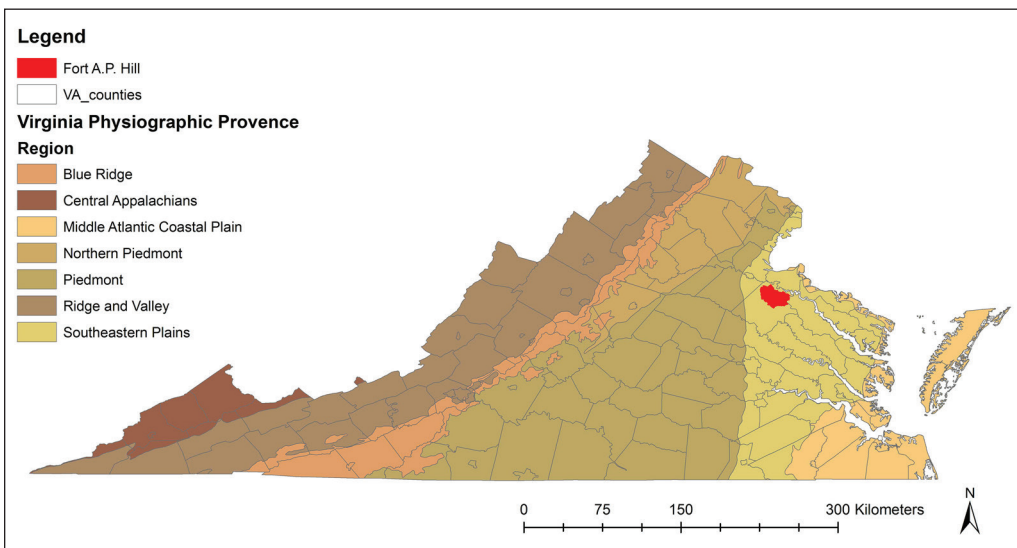 Legend
Fort A.P. Hill
VA_counties
Virginia Physiographic Provence
Region
Blue Ridge
Central Appalachians
Middle Atlantic Coastal Plain
Northern Piedmont
Piedmont
Ridge and Valley
Southeastern Plains
0 75 150 300 Kilometers
N